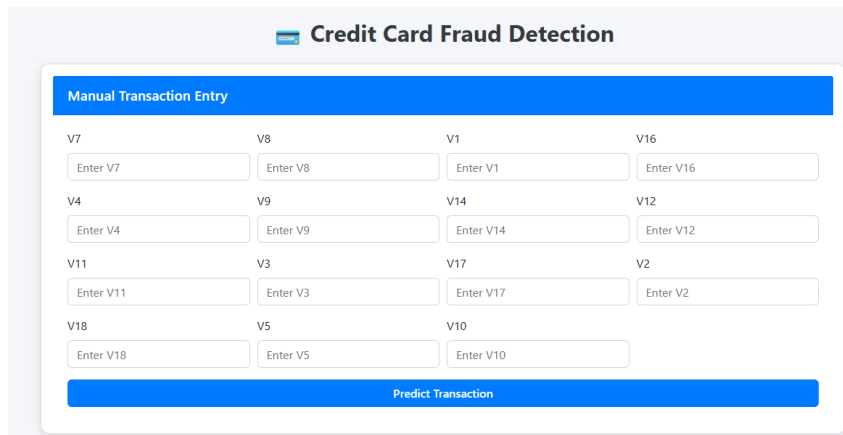 Credit Card Fraud Detection
Manual Transaction Entry
V7 V8 V1 V16
Enter V7 Enter V8 Enter V1 Enter V16
V4 V9 V14 V12
Enter V4 Enter V9 Enter V14 Enter V12
V11 V3 V17 V2
Enter V11 Enter V3 Enter V17 Enter V2
V18 V5 V10
Enter V18 Enter V5 Enter V10
Predict Transaction